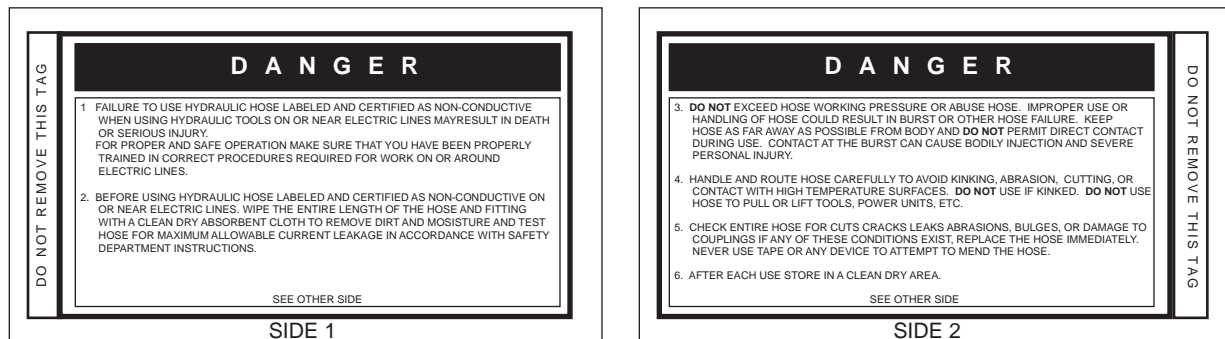 DO NOT REMOVE THIS TAG
D A N G E R
1 FAILURE TO USE HYDRAULIC HOSE LABELED AND CERTIFIED AS NON-CONDUCTIVE
WHEN USING HYDRAULIC TOOLS ON OR NEAR ELECTRIC LINES MAYRESULT IN DEATH
OR SERIOUS INJURY.
FOR PROPER AND SAFE OPERATION MAKE SURE THAT YOU HAVE BEEN PROPERLY
TRAINED IN CORRECT PROCEDURES REQUIRED FOR WORK ON OR AROUND
ELECTRIC LINES.
2. BEFORE USING HYDRAULIC HOSE LABELED AND CERTIFIED AS NON-CONDUCTIVE ON
OR NEAR ELECTRIC LINES. WIPE THE ENTIRE LENGTH OF THE HOSE AND FITTING
WITH A CLEAN DRY ABSORBENT CLOTH TO REMOVE DIRT AND MOSISTURE AND TEST
HOSE FOR MAXIMUM ALLOWABLE CURRENT LEAKAGE IN ACCORDANCE WITH SAFETY
DEPARTMENT INSTRUCTIONS.
SEE OTHER SIDE
SIDE 1
D A N G E R
3. DO NOT EXCEED HOSE WORKING PRESSURE OR ABUSE HOSE. IMPROPER USE OR
HANDLING OF HOSE COULD RESULT IN BURST OR OTHER HOSE FAILURE. KEEP
HOSE AS FAR AWAY AS POSSIBLE FROM BODY AND DO NOT PERMIT DIRECT CONTACT
DURING USE. CONTACT AT THE BURST CAN CAUSE BODILY INJECTION AND SEVERE
PERSONAL INJURY.
4. HANDLE AND ROUTE HOSE CAREFULLY TO AVOID KINKING, ABRASION, CUTTING, OR
CONTACT WITH HIGH TEMPERATURE SURFACES. DO NOT USE IF KINKED. DO NOT USE
HOSE TO PULL OR LIFT TOOLS, POWER UNITS, ETC.
5. CHECK ENTIRE HOSE FOR CUTS CRACKS LEAKS ABRASIONS, BULGES, OR DAMAGE TO
COUPLINGS IF ANY OF THESE CONDITIONS EXIST, REPLACE THE HOSE IMMEDIATELY.
NEVER USE TAPE OR ANY DEVICE TO ATTEMPT TO MEND THE HOSE.
6. AFTER EACH USE STORE IN A CLEAN DRY AREA.
SEE OTHER SIDE
DO NOT REMOVE THIS TAG
SIDE 2